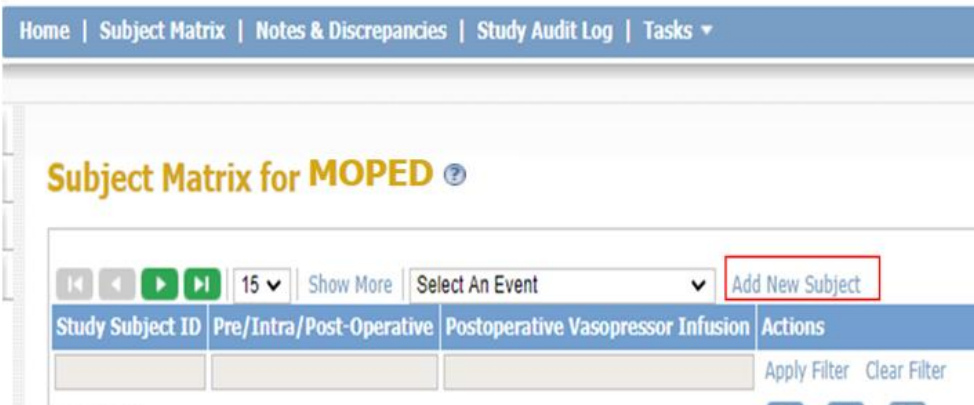 Home | Subject Matrix | Notes & Discrepancies | Study Audit Log | Tasks
Subject Matrix for MOPED ?
15 Show More Select An Event Add New Subject
Study Subject ID Pre/Intra/Post-Operative Postoperative Vasopressor Infusion Actions
Apply Filter Clear Filter